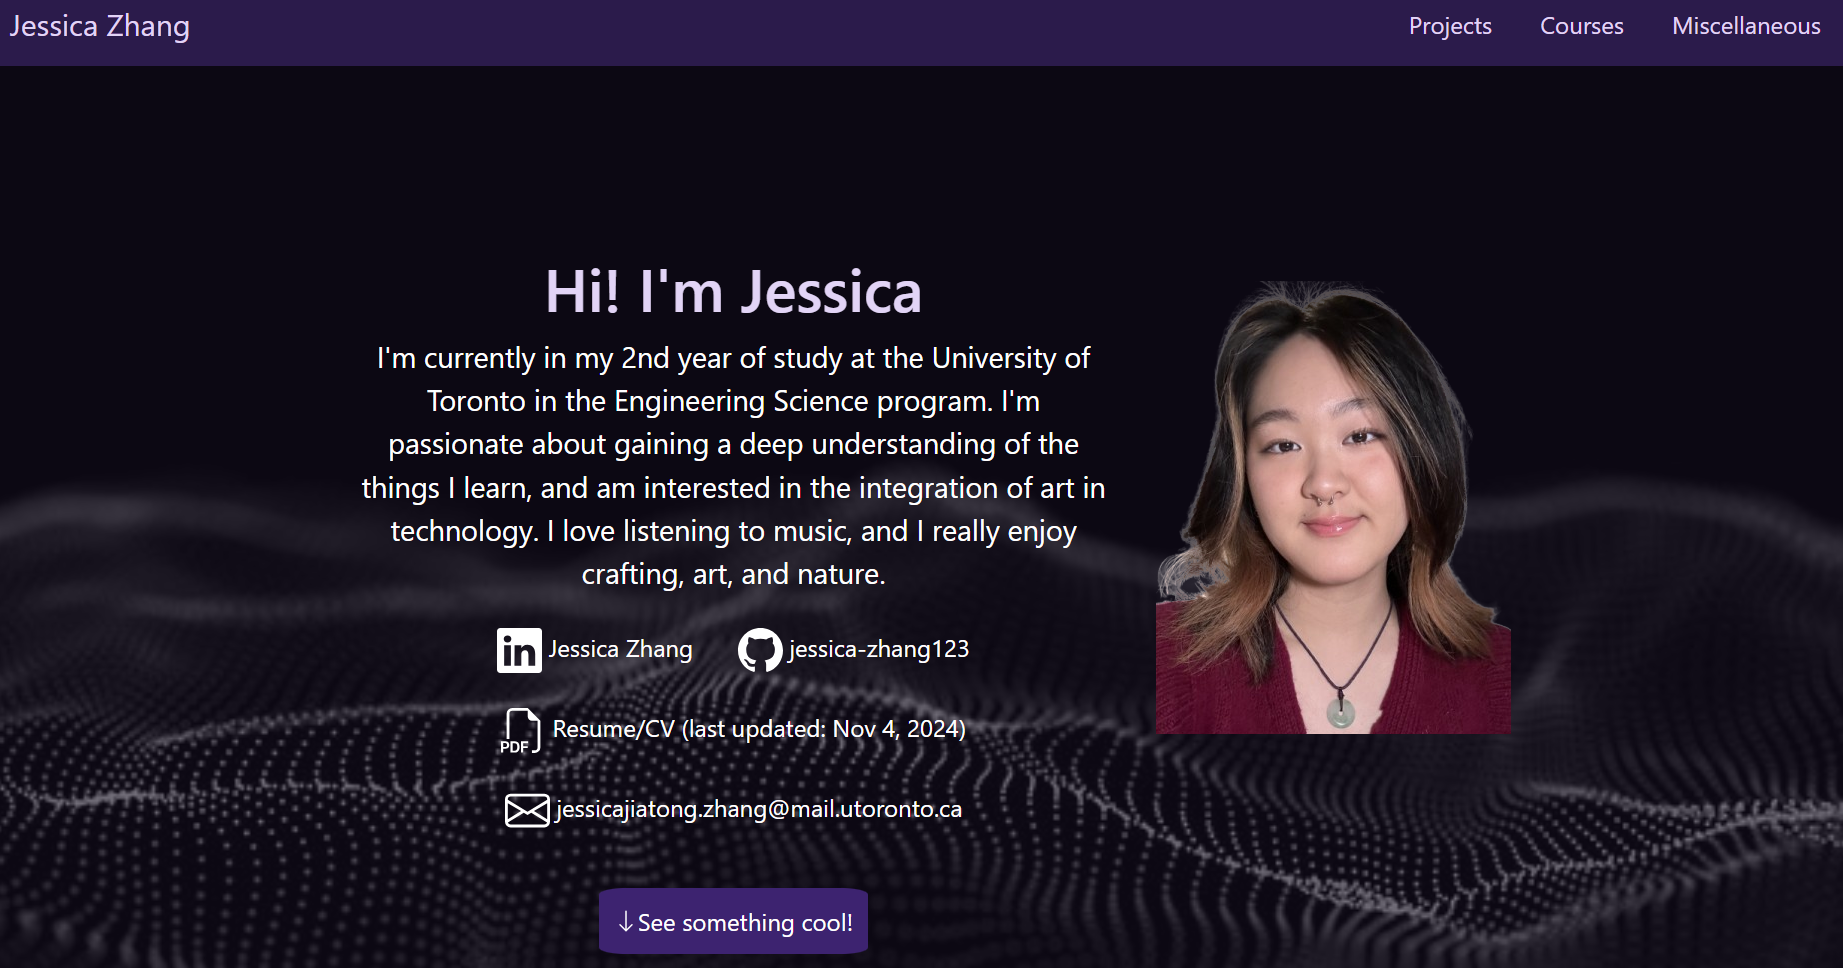 Jessica Zhang
Projects Courses Miscellaneous
Hi! I'm Jessica
I'm currently in my 2nd year of study at the University of
Toronto in the Engineering Science program. I'm
passionate about gaining a deep understanding of the
things I learn, and am interested in the integration of art in
technology. I love listening to music, and I really enjoy
crafting, art, and nature.
in Jessica Zhang jessica-zhang123
PDF Resume/CV (last updated: Nov 4, 2024)
jessicajiatong.zhang@mail.utoronto.ca
↓See something cool!